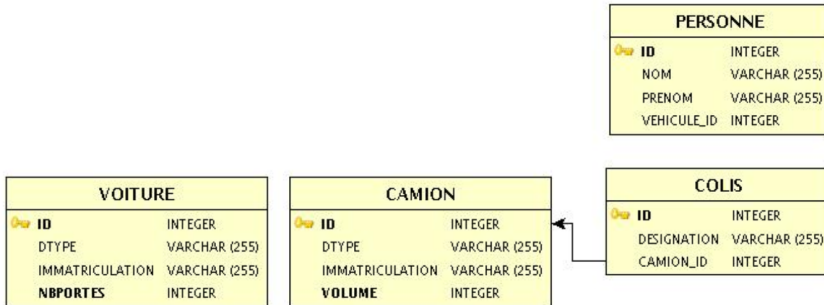 PERSONNE
ID INTEGER
NOM VARCHAR (255)
PRENOM VARCHAR (255)
VEHICULE_ID INTEGER
VOITURE
ID INTEGER
DTYPE VARCHAR (255)
IMMATRICULATION VARCHAR (255)
NBPORTES INTEGER
CAMION
ID INTEGER
DTYPE VARCHAR (255)
IMMATRICULATION VARCHAR (255)
VOLUME INTEGER
COLIS
ID INTEGER
DESIGNATION VARCHAR (255)
CAMION_ID INTEGER